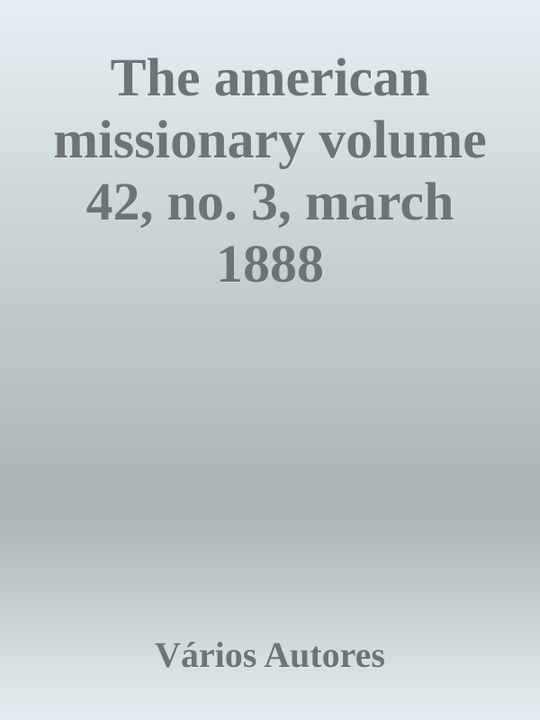 The american
missionary volume
42, no. 3, march
1888
Vários Autores